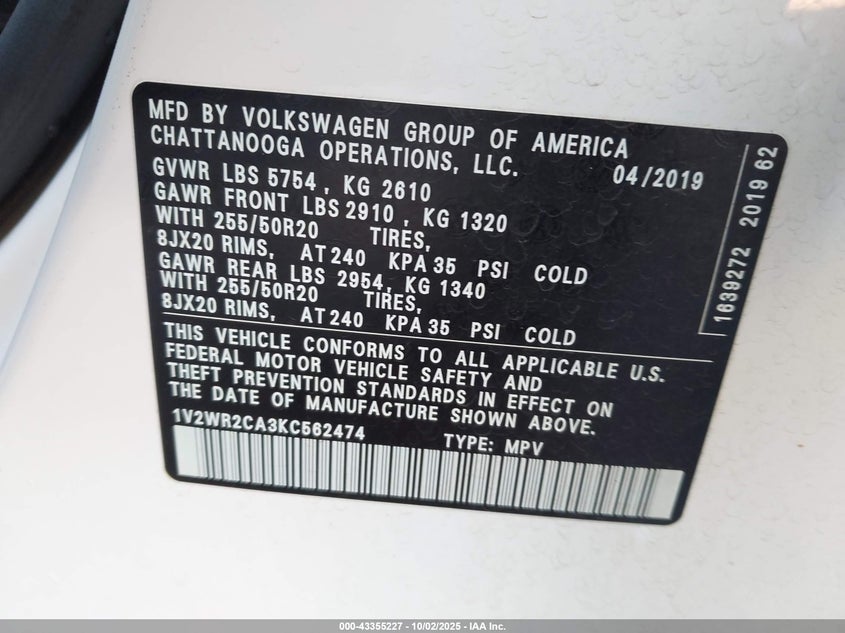 MFD BY VOLKSWAGEN GROUP OF AMERICA
CHATTANOOGA OPERATIONS, LLC. 04/2019
GVWR LBS 5754, KG 2610
GAWR FRONT LBS 2910, KG 1320
WITH 255/50R20 TIRES,
8JX20 RIMS, AT 240 KPA 35 PSI COLD
GAWR REAR LBS 2954, KG 1340
WITH 255/50R20 TIRES,
8JX20 RIMS, AT 240 KPA 35 PSI COLD
THIS VEHICLE CONFORMS TO ALL APPLICABLE U.S.
FEDERAL MOTOR VEHICLE SAFETY AND
THEFT PREVENTION STANDARDS IN EFFECT ON
THE DATE OF MANUFACTURE SHOWN ABOVE.
1V2WR2CA3KC562474 TYPE: MPV
1639272 2019 62
000-43355227 - 10/02/2025 - IAA Inc.